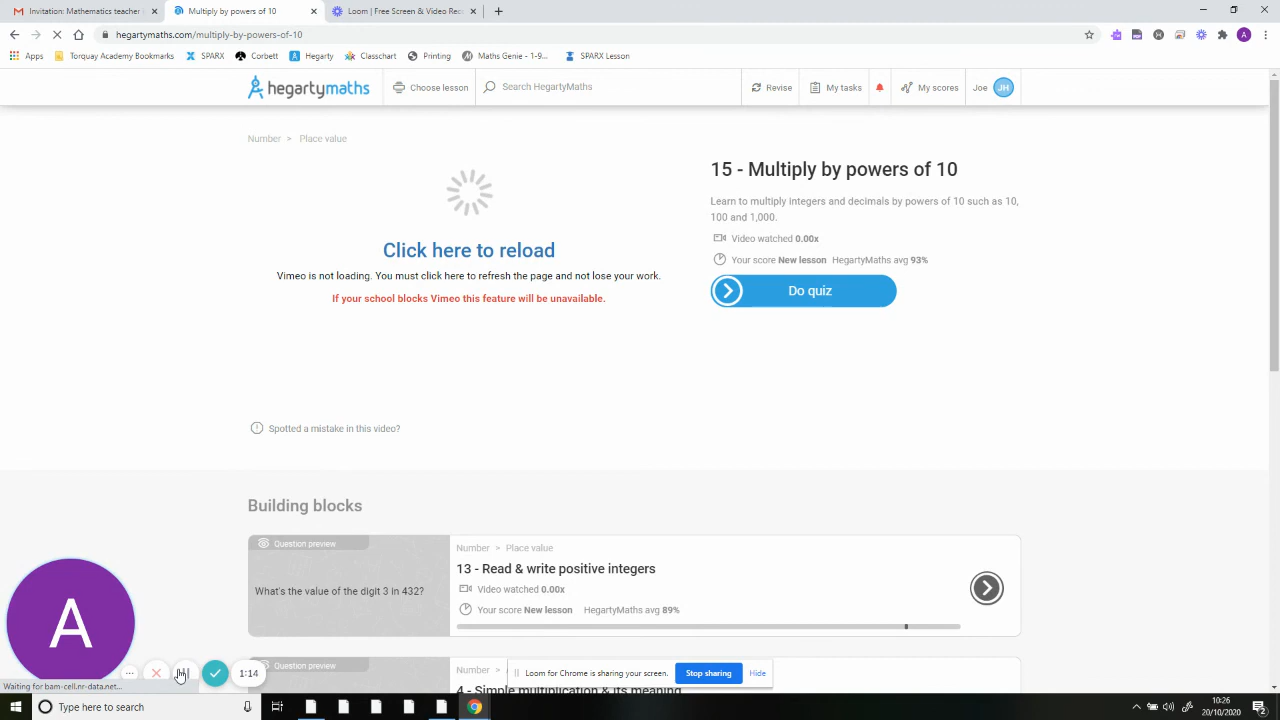 Invitation: Mathematics teacher
Multiply by powers of 10
Loom | Free Screen & Video Rec
hegartymaths.com/multiply-by-powers-of-10
A
Apps
Torquay Academy Bookmarks
SPARX
Corbett
Hegarty
Classchart
Printing
Maths Genie - 1-9...
SPARX Lesson
hegartymaths
Choose lesson
Search HegartyMaths
Revise
My tasks
My scores
Joe
JH
Number > Place value
15 - Multiply by powers of 10
Learn to multiply integers and decimals by powers of 10 such as 10,
100 and 1,000.
Video watched 0.00x
Your score New lesson HegartyMaths avg 93%
Do quiz
Click here to reload
Vimeo is not loading. You must click here to refresh the page and not lose your work.
If your school blocks Vimeo this feature will be unavailable.
Spotted a mistake in this video?
Building blocks
Question preview
What's the value of the digit 3 in 432?
Number > Place value
13 - Read & write positive integers
Video watched 0.00x
Your score New lesson HegartyMaths avg 89%
Question preview
Number >
4 - Simple multiplication & its meaning
A
1:14
Loom for Chrome is sharing your screen.
Stop sharing
Hide
Waiting for bam-cell.nr-data.net...
Type here to search
10:26
20/10/2020
2